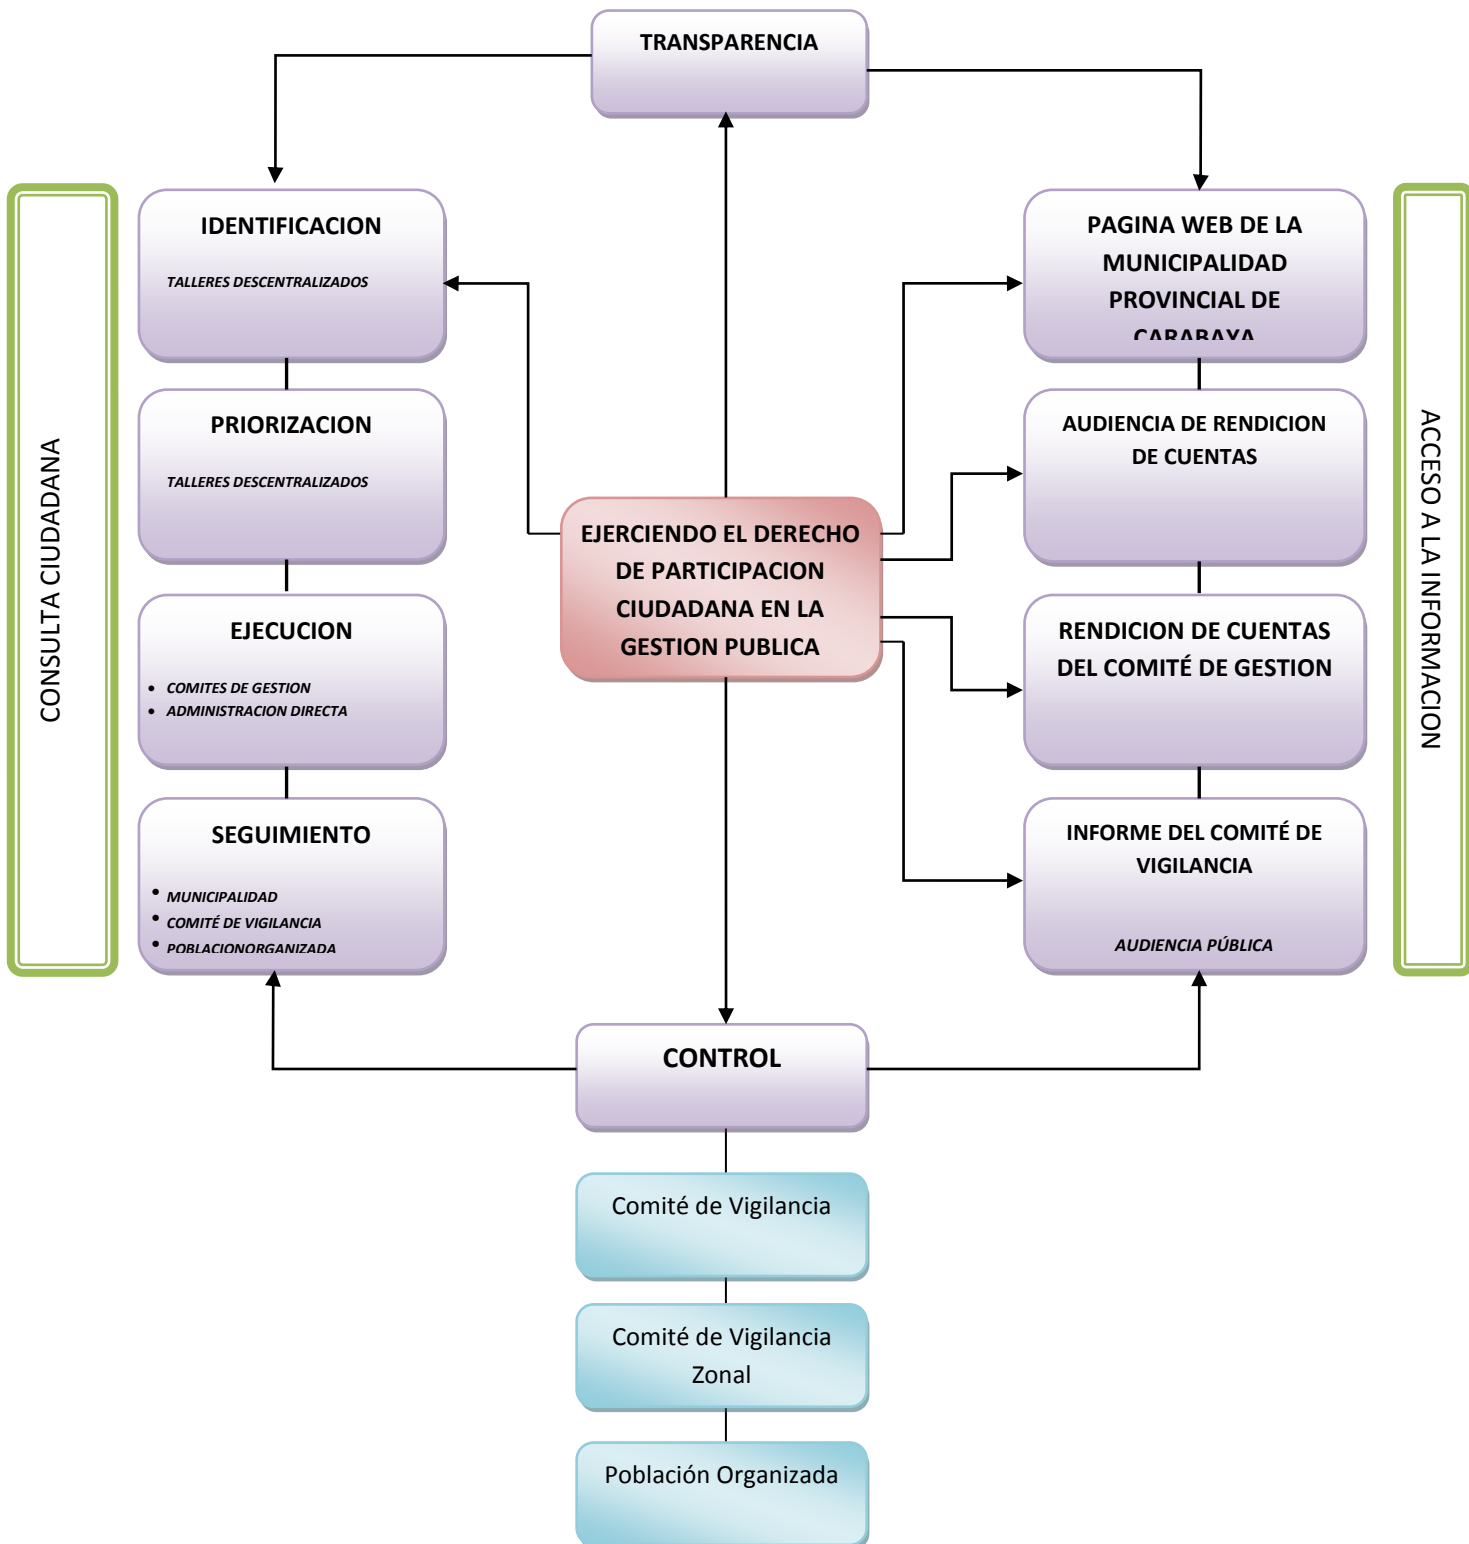 TRANSPARENCIA
CONSULTA CIUDADANA
IDENTIFICACION
TALLERES DESCENTRALIZADOS
PRIORIZACION
TALLERES DESCENTRALIZADOS
EJECUCION
• COMITES DE GESTION
• ADMINISTRACION DIRECTA
SEGUIMIENTO
• MUNICIPALIDAD
• COMITÉ DE VIGILANCIA
• POBLACIONORGANIZADA
EJERCIENDO EL DERECHO
DE PARTICIPACION
CIUDADANA EN LA
GESTION PUBLICA
PAGINA WEB DE LA
MUNICIPALIDAD
PROVINCIAL DE
CARABAYA
AUDIENCIA DE RENDICION
DE CUENTAS
RENDICION DE CUENTAS
DEL COMITÉ DE GESTION
INFORME DEL COMITÉ DE
VIGILANCIA
AUDIENCIA PÚBLICA
ACCESO A LA INFORMACION
CONTROL
Comité de Vigilancia
Comité de Vigilancia
Zonal
Población Organizada